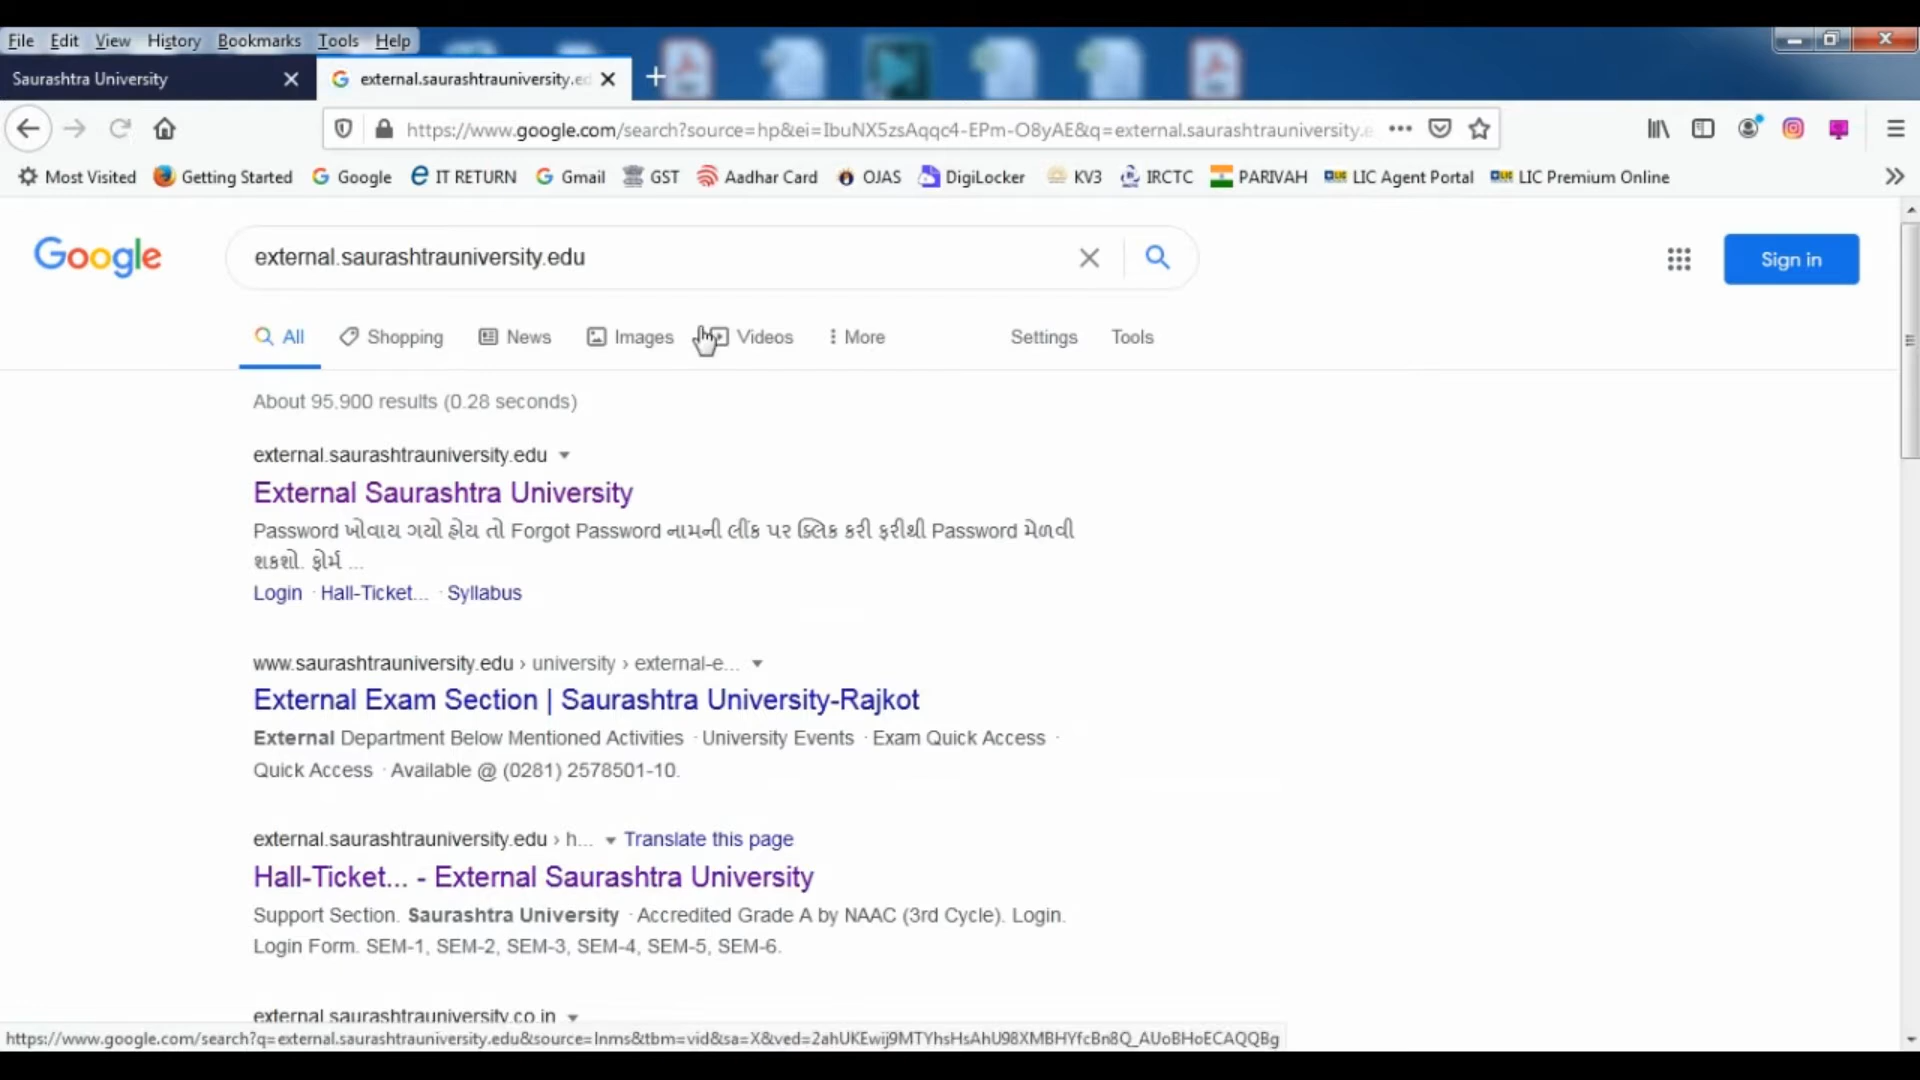 File Edit View History Bookmarks Tools Help
Saurashtra University external.saurashtrauniversity.ed
https://www.google.com/search?source=hp&ei=IbuNX5zsAqqc4-EPm-O8yAE&q=external.saurashtrauniversity.e
Most Visited Getting Started Google IT RETURN Gmail GST Aadhar Card OJAS DigiLocker KV3 IRCTC PARIVAH LIC Agent Portal LIC Premium Online
Google external.saurashtrauniversity.edu Sign in
All Shopping News Images Videos More Settings Tools
About 95,900 results (0.28 seconds)
external.saurashtrauniversity.edu
External Saurashtra University
Password ખોવાય ગયો હોય તો Forgot Password નામની લીંક પર ક્લિક કરી ફરીથી Password મેળવી
શકશો. ફોર્મ ...
Login · Hall-Ticket... · Syllabus
www.saurashtrauniversity.edu › university › external-e...
External Exam Section | Saurashtra University-Rajkot
External Department Below Mentioned Activities · University Events · Exam Quick Access ·
Quick Access · Available @ (0281) 2578501-10.
external.saurashtrauniversity.edu › h... Translate this page
Hall-Ticket... - External Saurashtra University
Support Section. Saurashtra University · Accredited Grade A by NAAC (3rd Cycle). Login.
Login Form. SEM-1, SEM-2, SEM-3, SEM-4, SEM-5, SEM-6.
external.saurashtrauniversity.co.in
https://www.google.com/search?q=external.saurashtrauniversity.edu&source=lnms&tbm=vid&sa=X&ved=2ahUKEwij9MTYhsHsAhU98XMBHYfcBn8Q_AUoBHoECAQQBg